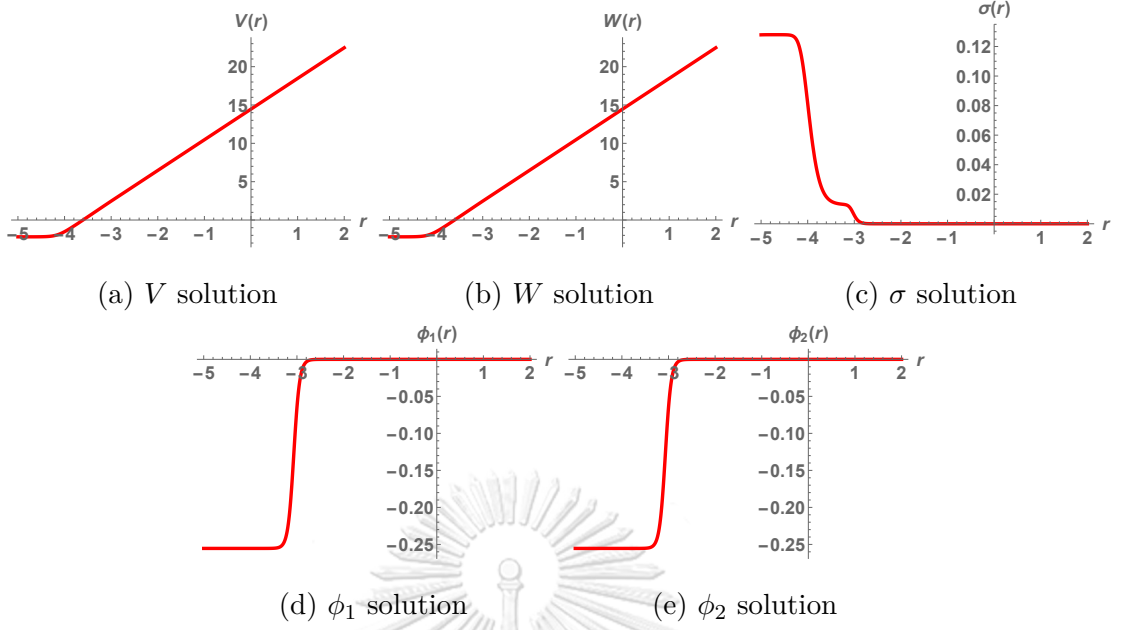 V(r)
20
15
10
5
-5 -4 -3 -2 -1 1 2 r
(a) V solution
W(r)
20
15
10
5
-5 -4 -3 -2 -1 1 2 r
(b) W solution
σ(r)
0.12
0.10
0.08
0.06
0.04
0.02
-5 -4 -3 -2 -1 1 2 r
(c) σ solution
ϕ₁(r)
-5 -4 -3 -2 -1 1 2 r
-0.05
-0.10
-0.15
-0.20
-0.25
(d) ϕ₁ solution
ϕ₂(r)
-5 -4 -3 -2 -1 1 2 r
-0.05
-0.10
-0.15
-0.20
-0.25
(e) ϕ₂ solution